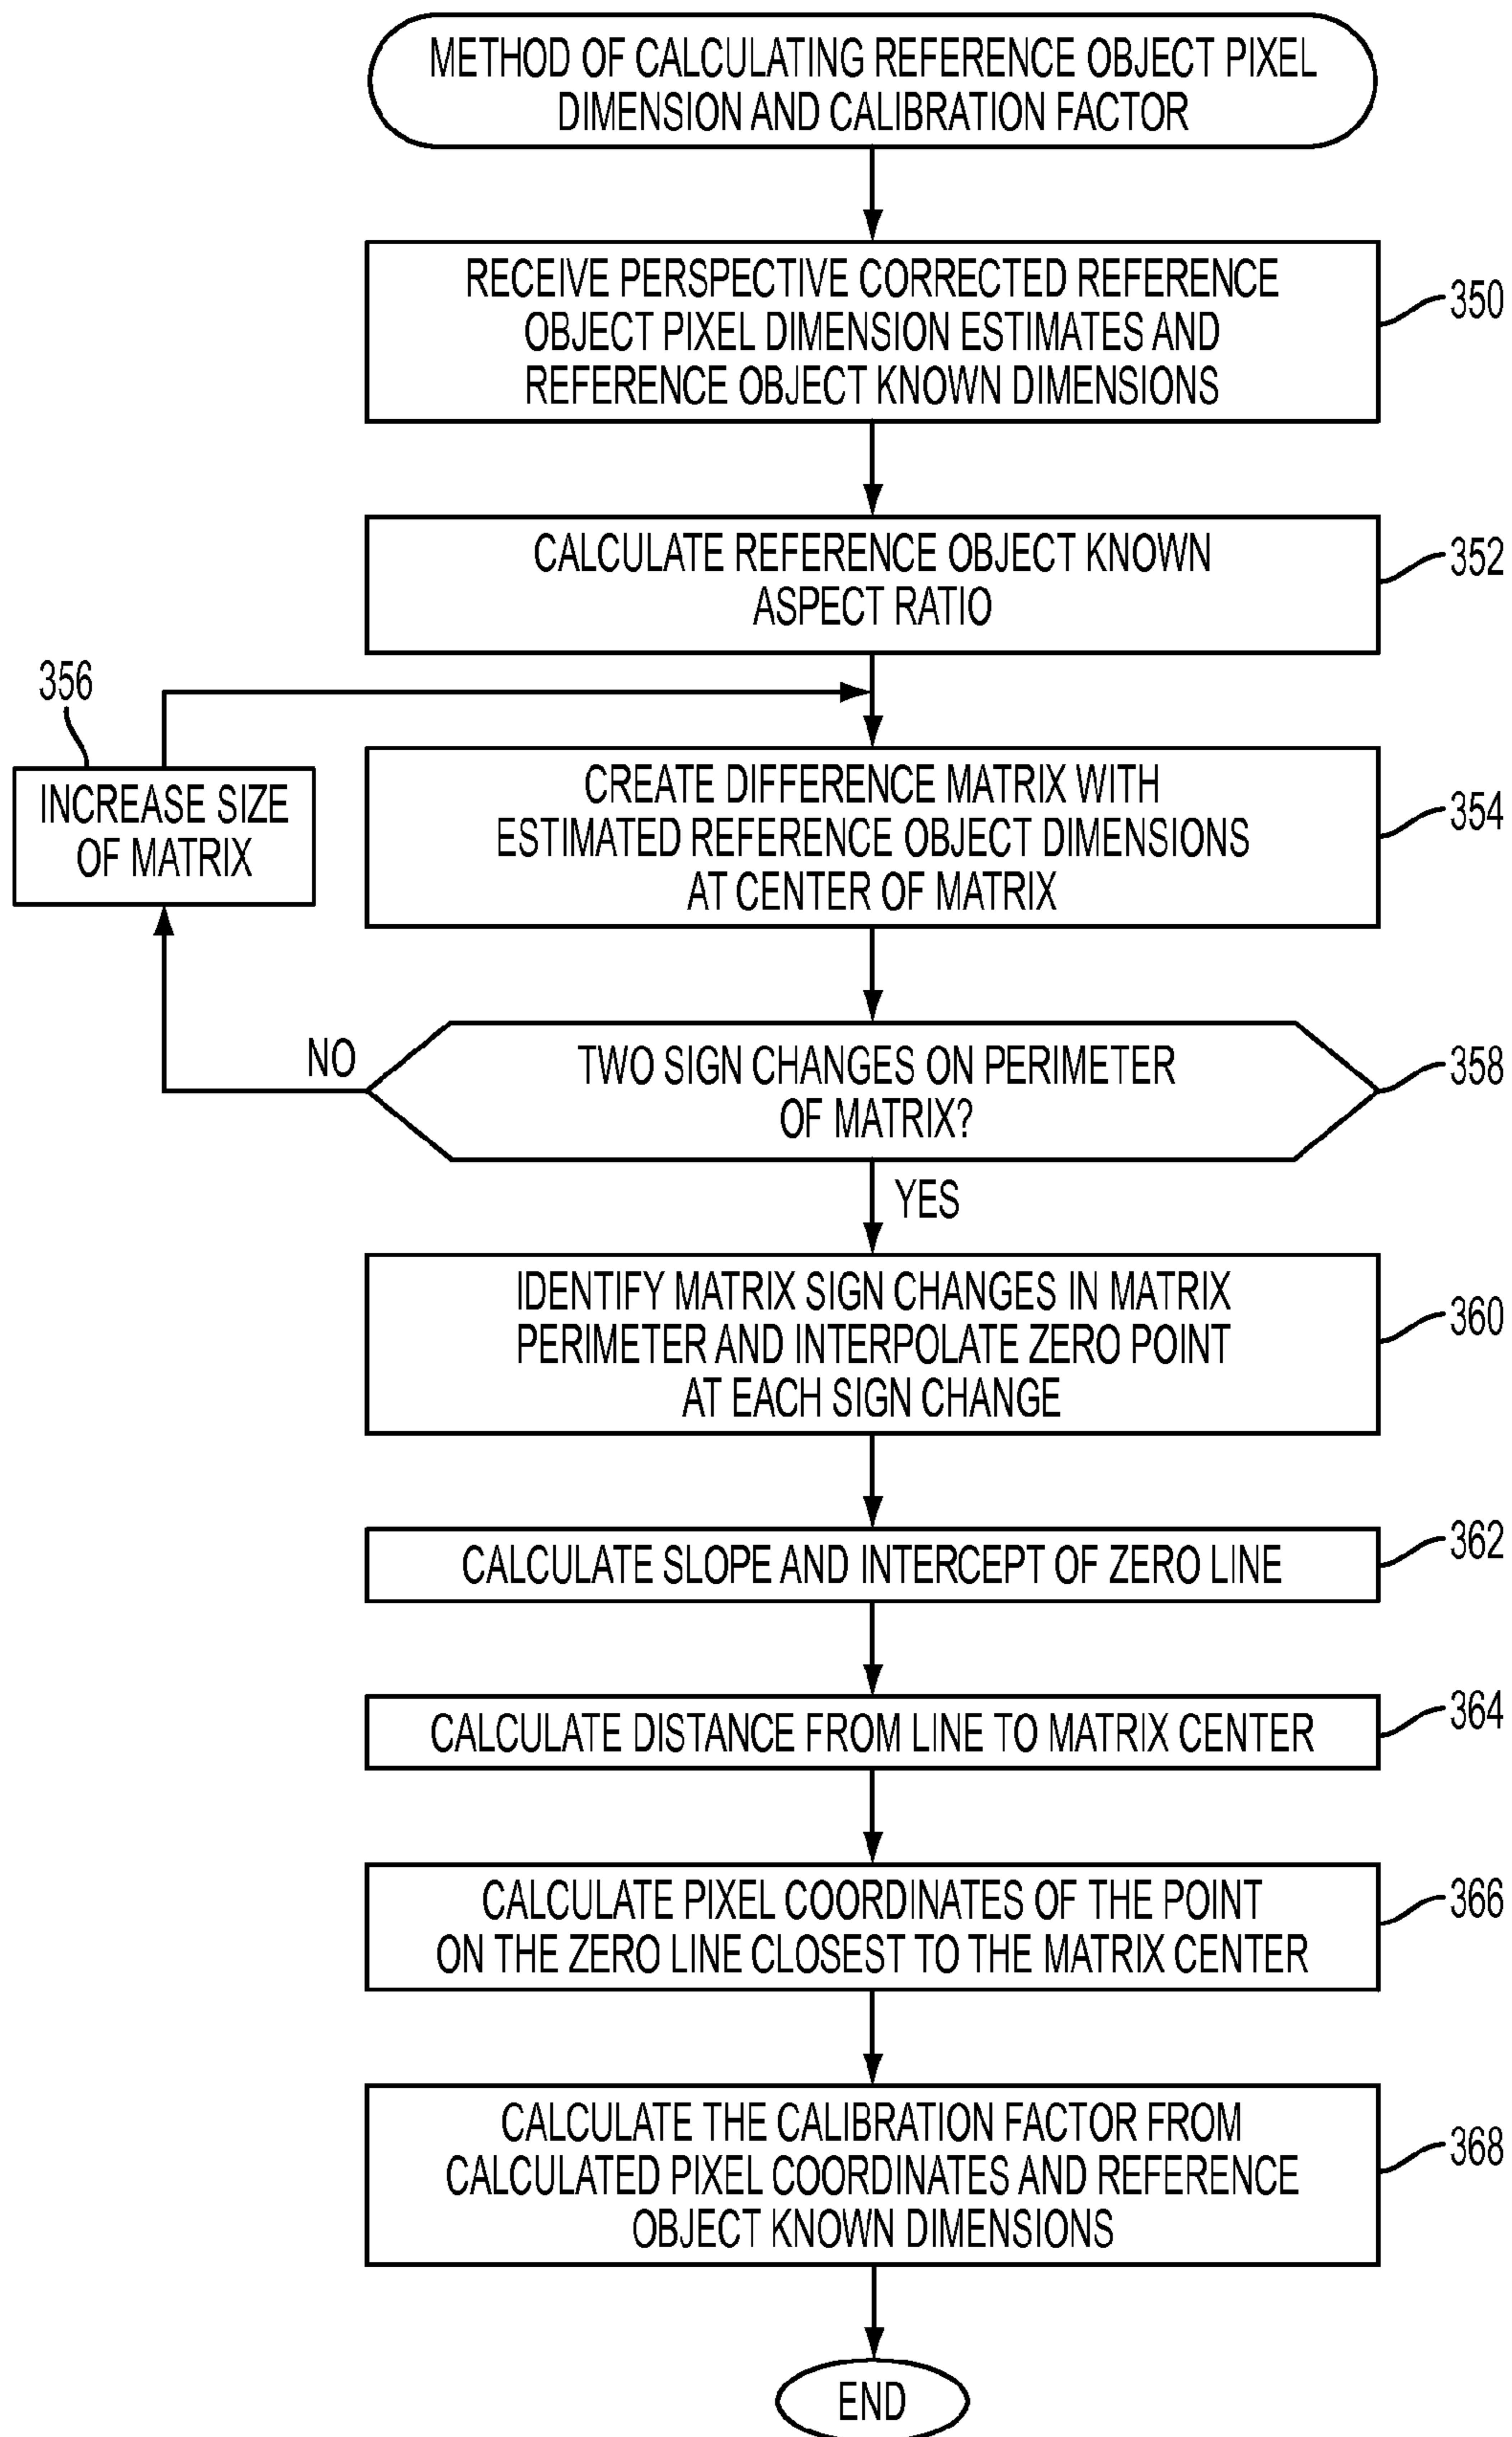 METHOD OF CALCULATING REFERENCE OBJECT PIXEL
DIMENSION AND CALIBRATION FACTOR
RECEIVE PERSPECTIVE CORRECTED REFERENCE
OBJECT PIXEL DIMENSION ESTIMATES AND
REFERENCE OBJECT KNOWN DIMENSIONS
350
CALCULATE REFERENCE OBJECT KNOWN
ASPECT RATIO
352
356
INCREASE SIZE
OF MATRIX
CREATE DIFFERENCE MATRIX WITH
ESTIMATED REFERENCE OBJECT DIMENSIONS
AT CENTER OF MATRIX
354
NO
TWO SIGN CHANGES ON PERIMETER
OF MATRIX?
358
YES
IDENTIFY MATRIX SIGN CHANGES IN MATRIX
PERIMETER AND INTERPOLATE ZERO POINT
AT EACH SIGN CHANGE
360
CALCULATE SLOPE AND INTERCEPT OF ZERO LINE
362
CALCULATE DISTANCE FROM LINE TO MATRIX CENTER
364
CALCULATE PIXEL COORDINATES OF THE POINT
ON THE ZERO LINE CLOSEST TO THE MATRIX CENTER
366
CALCULATE THE CALIBRATION FACTOR FROM
CALCULATED PIXEL COORDINATES AND REFERENCE
OBJECT KNOWN DIMENSIONS
368
END